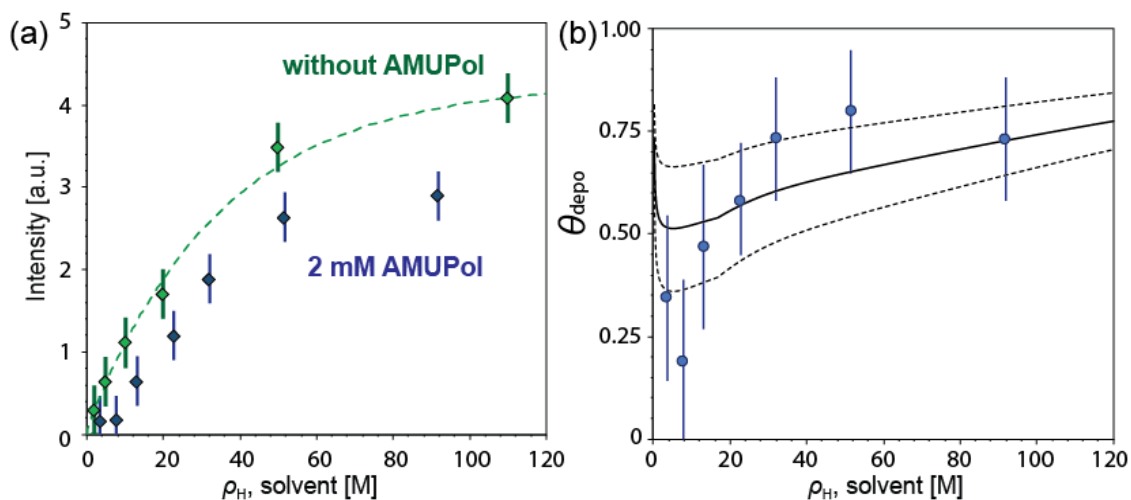 (a)
5
4
3
2
1
0
Intensity [a.u.]
without AMUPol
2 mM AMUPol
0 20 40 60 80 100 120
ρH, solvent [M]
(b)
1.00
0.75
0.50
0.25
0
θdepo
0 20 40 60 80 100 120
ρH, solvent [M]